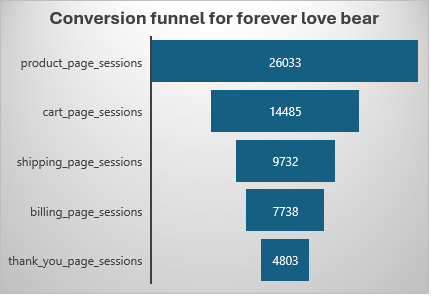 Conversion funnel for forever love bear
product_page_sessions 26033
cart_page_sessions 14485
shipping_page_sessions 9732
billing_page_sessions 7738
thank_you_page_sessions 4803